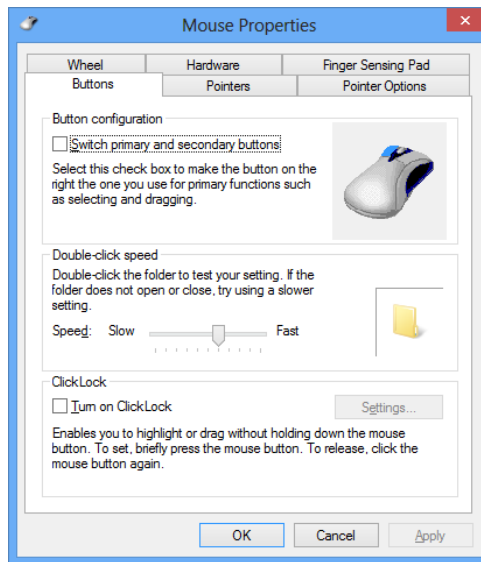 Mouse Properties
Wheel Hardware Finger Sensing Pad
Buttons Pointers Pointer Options
Button configuration
Switch primary and secondary buttons
Select this check box to make the button on the
right the one you use for primary functions such
as selecting and dragging.
Double-click speed
Double-click the folder to test your setting. If the
folder does not open or close, try using a slower
setting.
Speed: Slow Fast
ClickLock
Turn on ClickLock Settings...
Enables you to highlight or drag without holding down the mouse
button. To set, briefly press the mouse button. To release, click the
mouse button again.
OK Cancel Apply